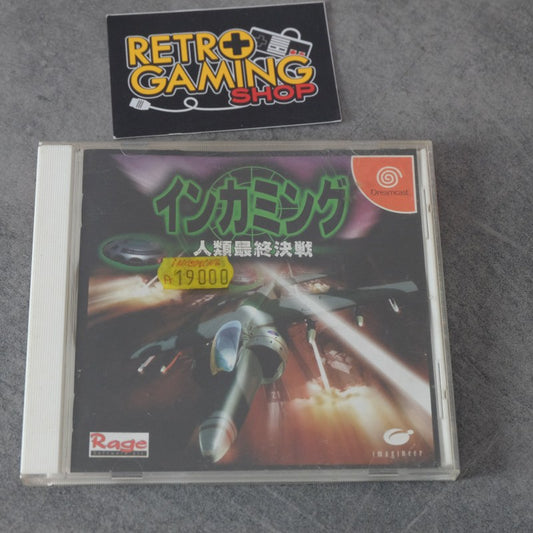 RETRO
GAMING
SHOP
Dreamcast
インカミング
人類最終決戦
19000
Rage
imagineer